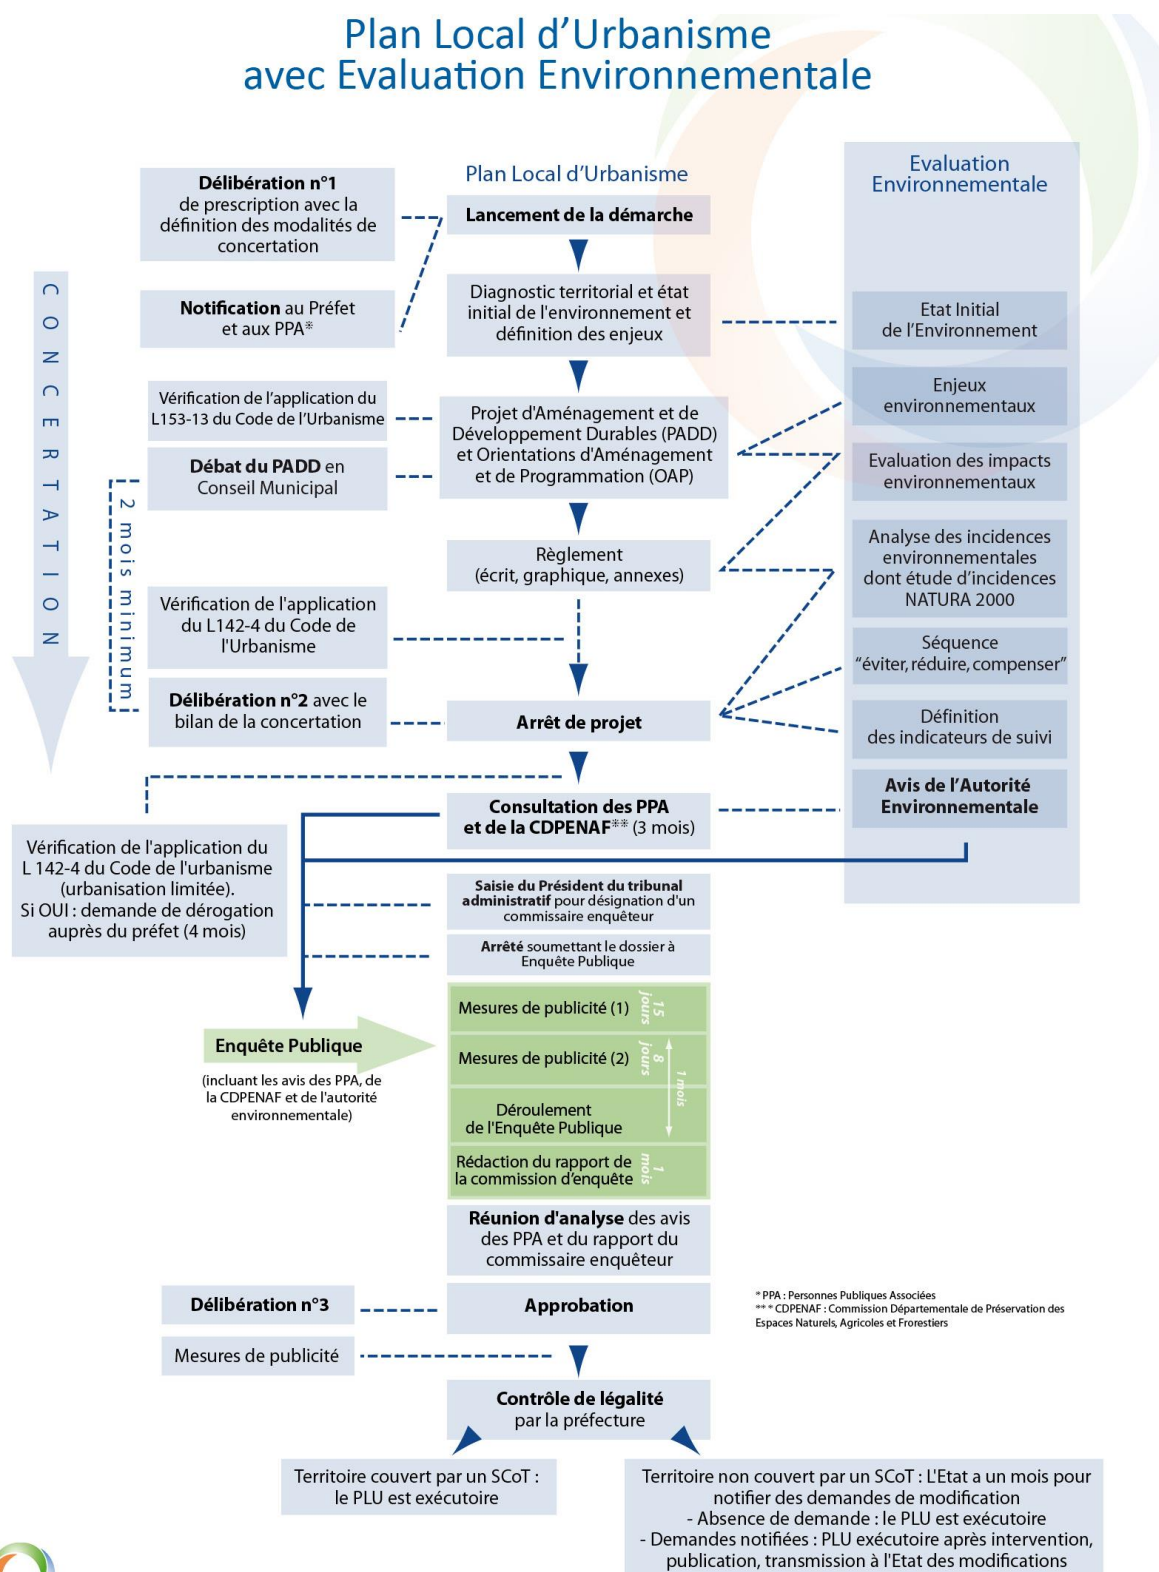 Plan Local d’Urbanisme
avec Evaluation Environnementale
Plan Local d’Urbanisme
Evaluation
Environnementale
Délibération n°1
de prescription avec la
définition des modalités de
concertation
Lancement de la démarche
Notification au Préfet
et aux PPA*
Diagnostic territorial et état
initial de l'environnement et
définition des enjeux
Etat Initial
de l’Environnement
CONCERTATION
Vérification de l’application du
L153-13 du Code de l’Urbanisme
Débat du PADD en
Conseil Municipal
Projet d'Aménagement et de
Développement Durables (PADD)
et Orientations d'Aménagement
et de Programmation (OAP)
Enjeux
environnementaux
Evaluation des impacts
environnementaux
2 mois minimum
Règlement
(écrit, graphique, annexes)
Analyse des incidences
environnementales
dont étude d’incidences
NATURA 2000
Vérification de l'application
du L142-4 du Code de
l'Urbanisme
Séquence
“éviter, réduire, compenser”
Délibération n°2 avec le
bilan de la concertation
Arrêt de projet
Définition
des indicateurs de suivi
Consultation des PPA
et de la CDPENAF** (3 mois)
Avis de l’Autorité
Environnementale
Vérification de l'application du
L 142-4 du Code de l'urbanisme
(urbanisation limitée).
Si OUI : demande de dérogation
auprès du préfet (4 mois)
Saisie du Président du tribunal
administratif pour désignation d'un
commissaire enquêteur
Arrêté soumettant le dossier à
Enquête Publique
Enquête Publique
(incluant les avis des PPA, de
la CDPENAF et de l'autorité
environnementale)
Mesures de publicité (1)
15
jours
Mesures de publicité (2)
8
jours
1 mois
Déroulement
de l'Enquête Publique
Rédaction du rapport de
la commission d’enquête
1
mois
Réunion d'analyse des avis
des PPA et du rapport du
commissaire enquêteur
Délibération n°3
Approbation
* PPA : Personnes Publiques Associées
*** CDPENAF : Commission Départementale de Préservation des
Espaces Naturels, Agricoles et Frorestiers
Mesures de publicité
Contrôle de légalité
par la préfecture
Territoire couvert par un SCoT :
le PLU est exécutoire
Territoire non couvert par un SCoT : L'Etat a un mois pour
notifier des demandes de modification
- Absence de demande : le PLU est exécutoire
- Demandes notifiées : PLU exécutoire après intervention,
publication, transmission à l'Etat des modifications